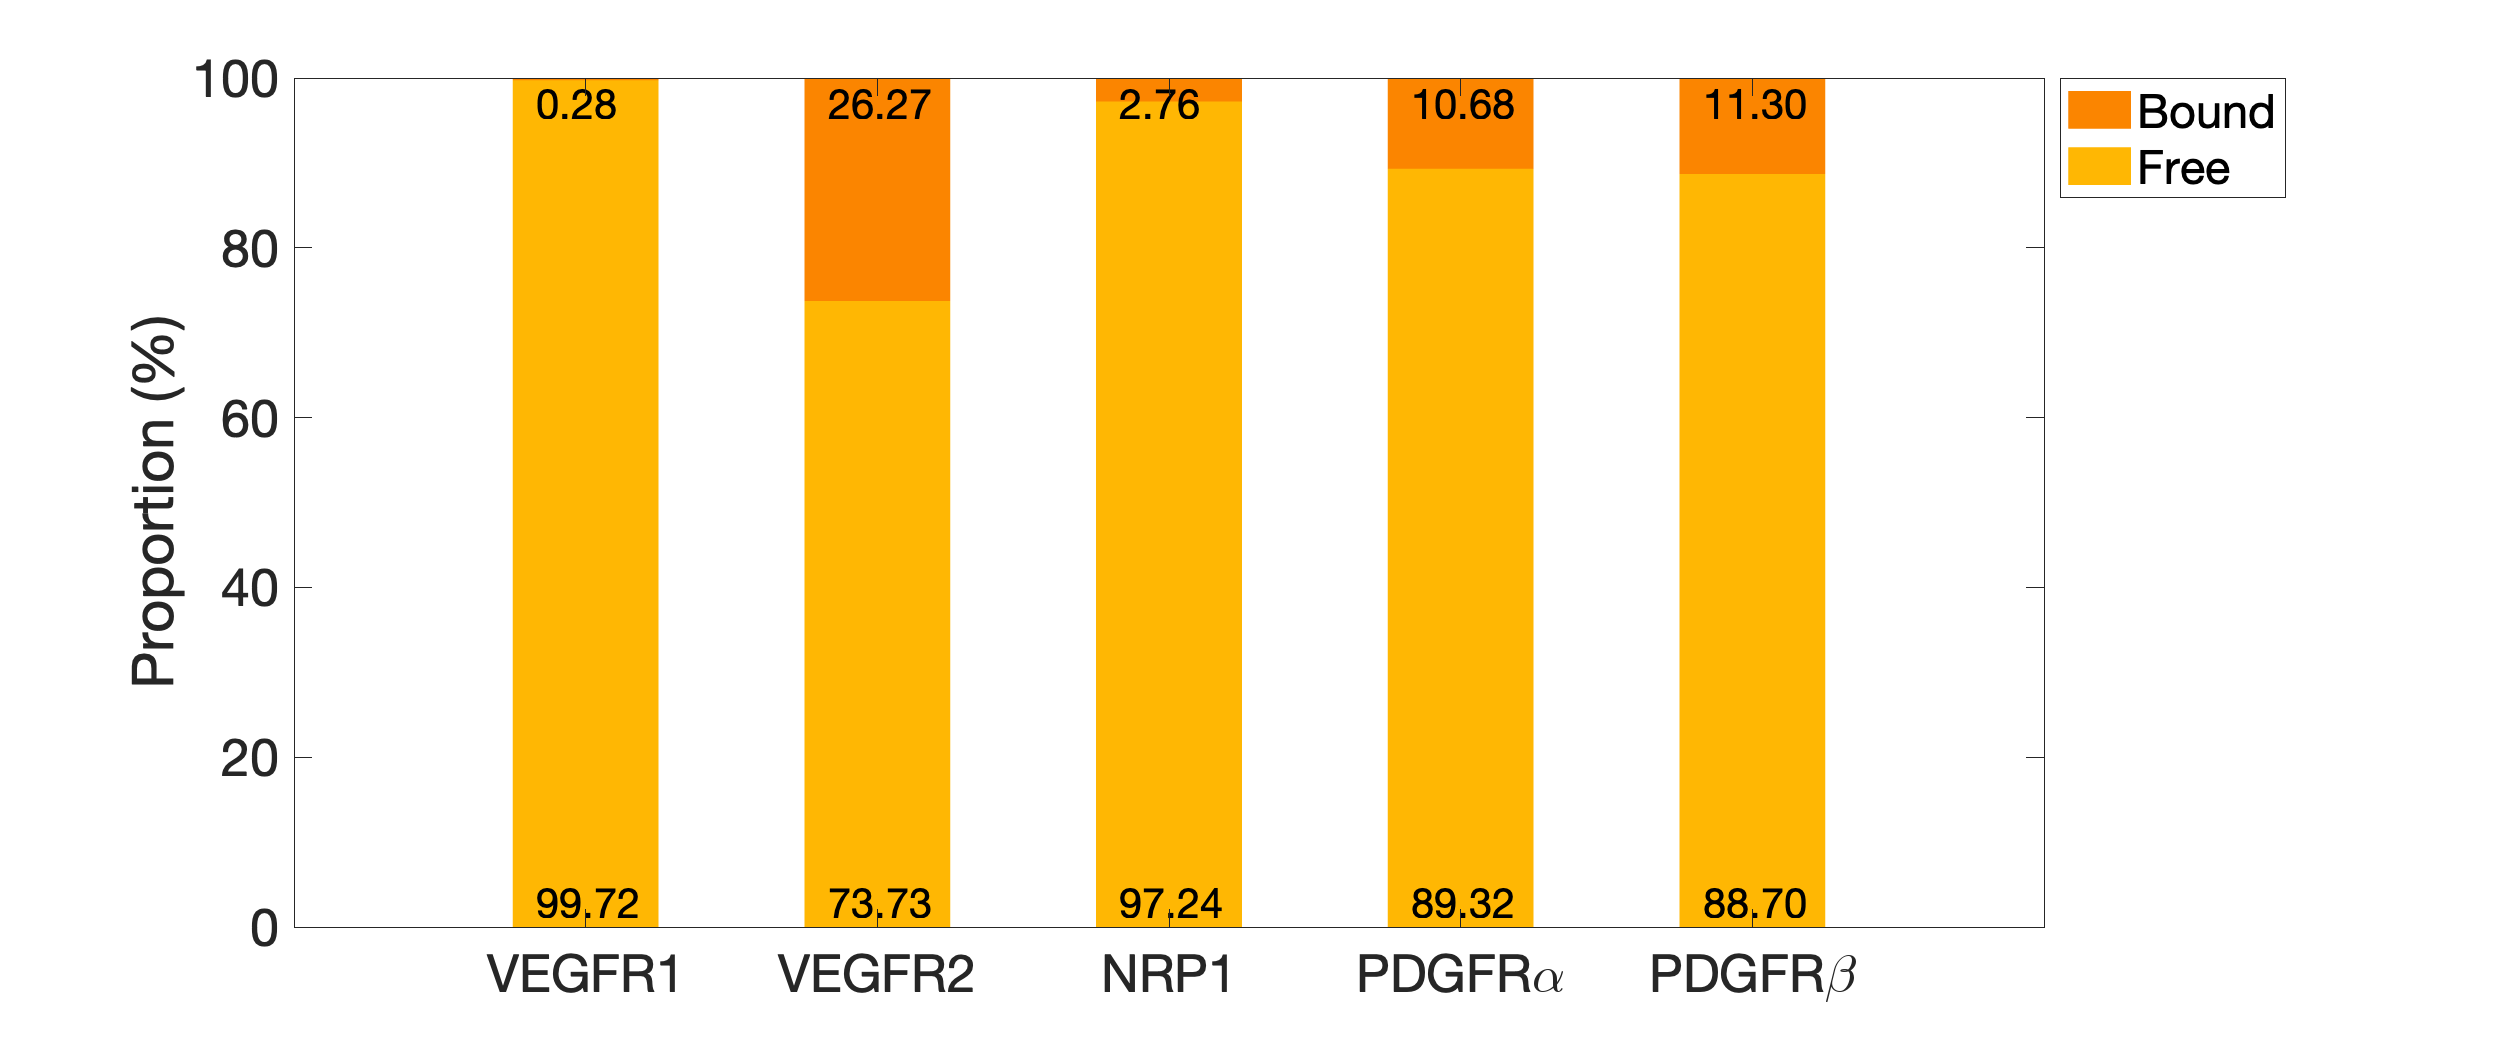 Proportion (%)
100
80
60
40
20
0
0.28
26.27
2.76
10.68
11.30
99.72
73.73
97.24
89.32
88.70
VEGFR1
VEGFR2
NRP1
PDGFRα
PDGFRβ
Bound
Free